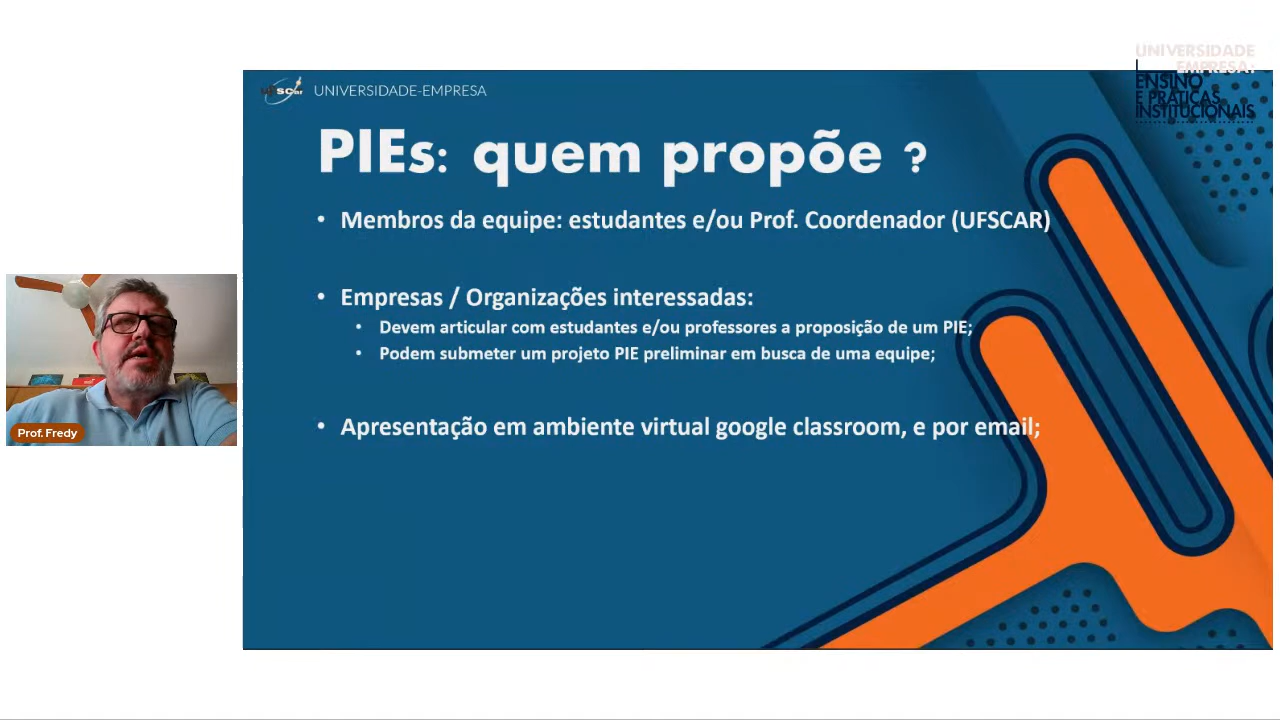 UFSCar
UNIVERSIDADE-EMPRESA
UNIVERSIDADE
EMPRESA:
ENSINO
E PRÁTICAS
INSTITUCIONAIS
PIEs: quem propõe ?
• Membros da equipe: estudantes e/ou Prof. Coordenador (UFSCAR)
• Empresas / Organizações interessadas:
• Devem articular com estudantes e/ou professores a proposição de um PIE;
• Podem submeter um projeto PIE preliminar em busca de uma equipe;
• Apresentação em ambiente virtual google classroom, e por email;
Prof. Fredy